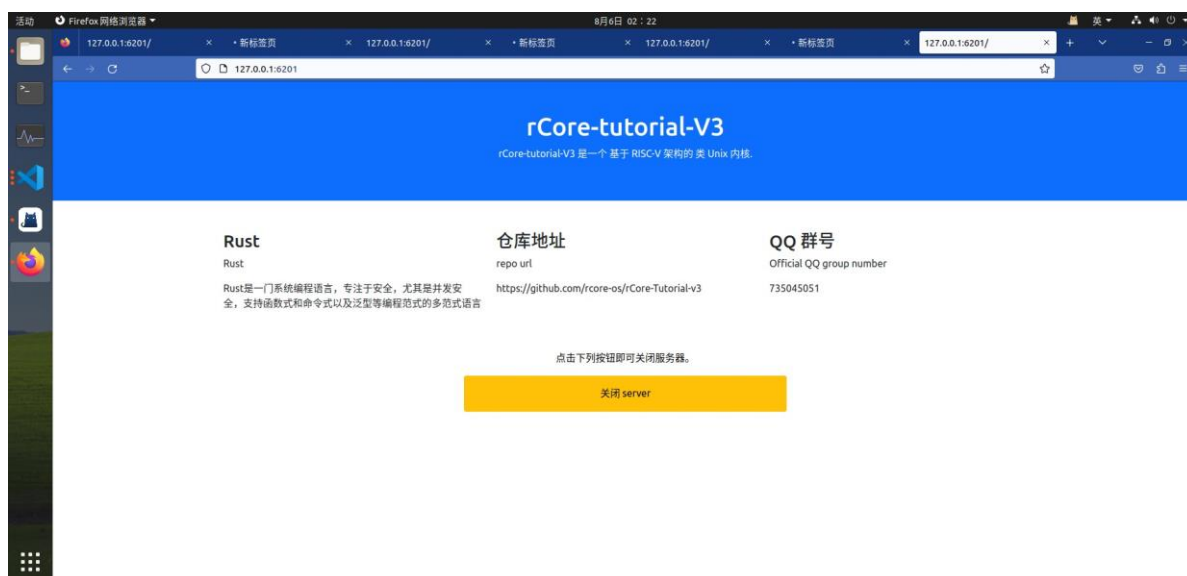 活动
Firefox 网络浏览器
8月6日 02：22
英
127.0.0.1:6201/
• 新标签页
127.0.0.1:6201/
• 新标签页
127.0.0.1:6201/
• 新标签页
127.0.0.1:6201/
127.0.0.1:6201
rCore-tutorial-V3
rCore-tutorial-V3 是一个 基于 RISC-V 架构的 类 Unix 内核.
Rust
Rust
Rust是一门系统编程语言，专注于安全，尤其是并发安
全，支持函数式和命令式以及泛型等编程范式的多范式语言
仓库地址
repo url
https://github.com/rcore-os/rCore-Tutorial-v3
QQ 群号
Official QQ group number
735045051
点击下列按钮即可关闭服务器。
关闭 server